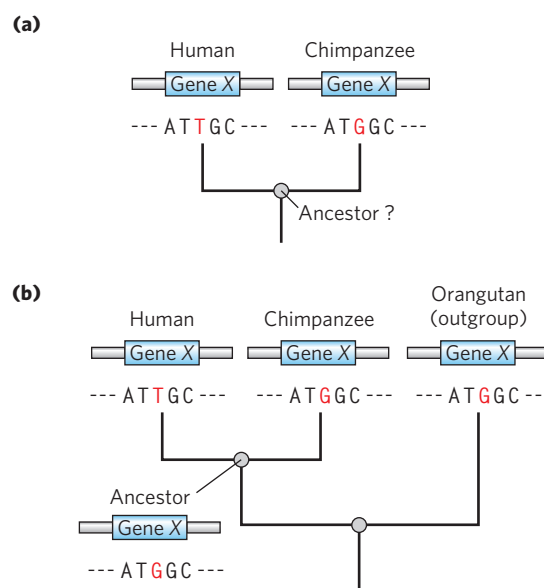 (a)
Human Chimpanzee
Gene X Gene X
--- ATTGC --- --- ATGGC ---
Ancestor ?
(b)
Human Chimpanzee Orangutan
(outgroup)
Gene X Gene X Gene X
--- ATTGC --- --- ATGGC --- --- ATGGC ---
Ancestor
Gene X
--- ATGGC ---